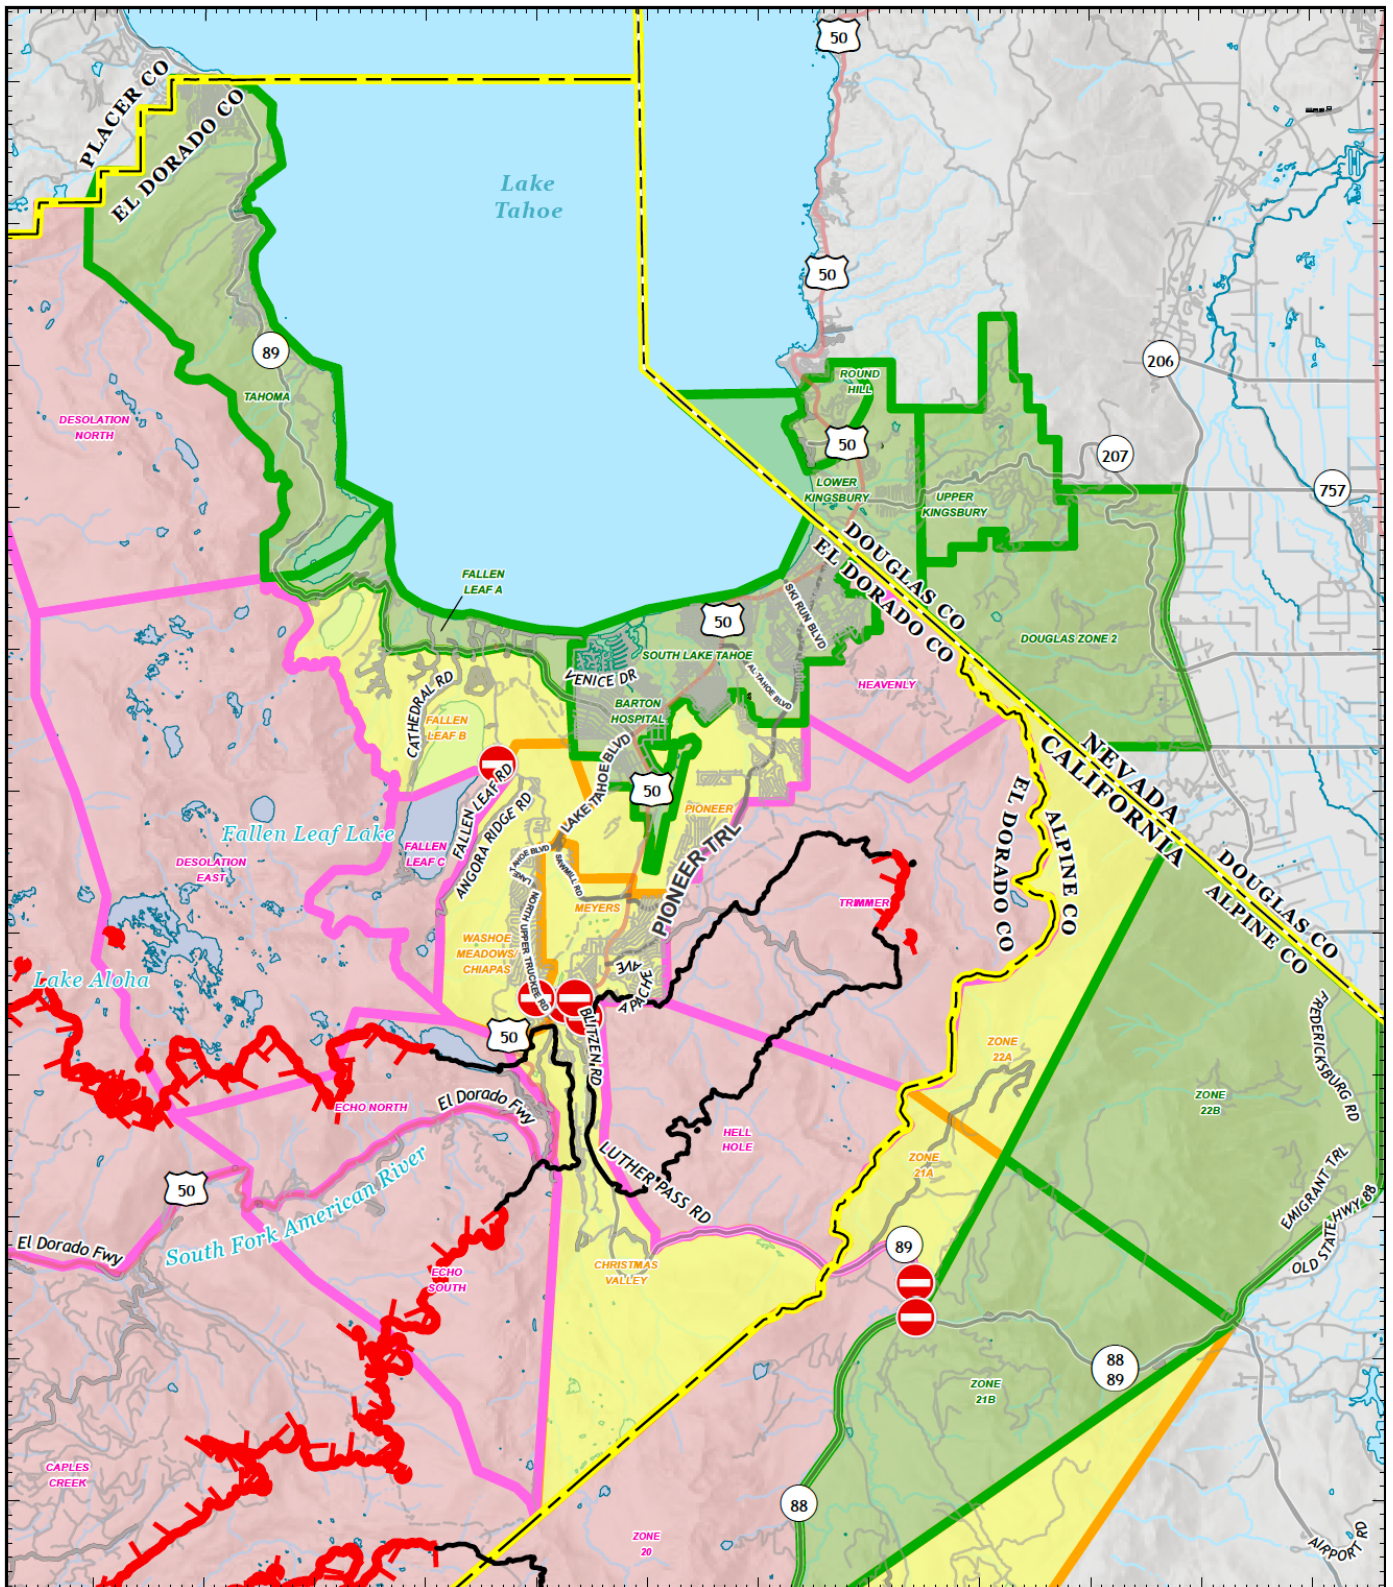 50
PLACER CO
EL DORADO CO
Lake
Tahoe
50
89
206
ROUND
HILL
TAHOMA
DESOLATION
NORTH
50
207
757
LOWER
KINGSBURY
UPPER
KINGSBURY
DOUGLAS CO
EL DORADO CO
FALLEN
LEAF A
SKI RUN BLVD
50
DOUGLAS ZONE 2
SOUTH LAKE TAHOE
VENICE DR
AL TAHOE BLVD
HEAVENLY
CATHEDRAL RD
BARTON
HOSPITAL
FALLEN
LEAF B
NEVADA
CALIFORNIA
LAKE TAHOE BLVD
50
FALLEN LEAF RD
ANGORA RIDGE RD
PIONEER
EL DORADO CO
ALPINE CO
Fallen Leaf Lake
FALLEN
LEAF C
PIONEER TRL
DESOLATION
EAST
LAKE TAHOE BLVD
SAWMILL RD
DOUGLAS CO
ALPINE CO
MEYERS
TRIMMER
NORTH UPPER TRUCKEE RD
WASHOE
MEADOWS/
CHIAPAS
Lake Aloha
APACHE AVE
50
BLITZEN RD
FREDERICKSBURG RD
ZONE
22A
ECHO NORTH
El Dorado Fwy
ZONE
22B
HELL
HOLE
ZONE
21A
LUTHER PASS RD
50
South Fork American River
EMIGRANT TRL
OLD STATE HWY 88
El Dorado Fwy
89
ECHO
SOUTH
CHRISTMAS
VALLEY
88
89
ZONE
21B
CAPLES
CREEK
88
ZONE
20
AIRPORT RD